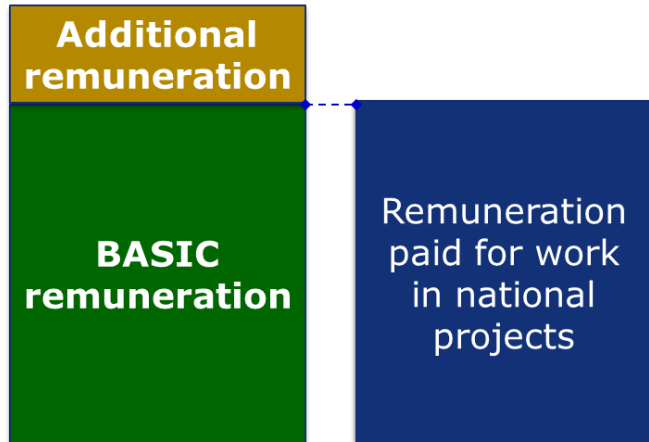 Additional
remuneration
BASIC
remuneration
Remuneration
paid for work
in national
projects